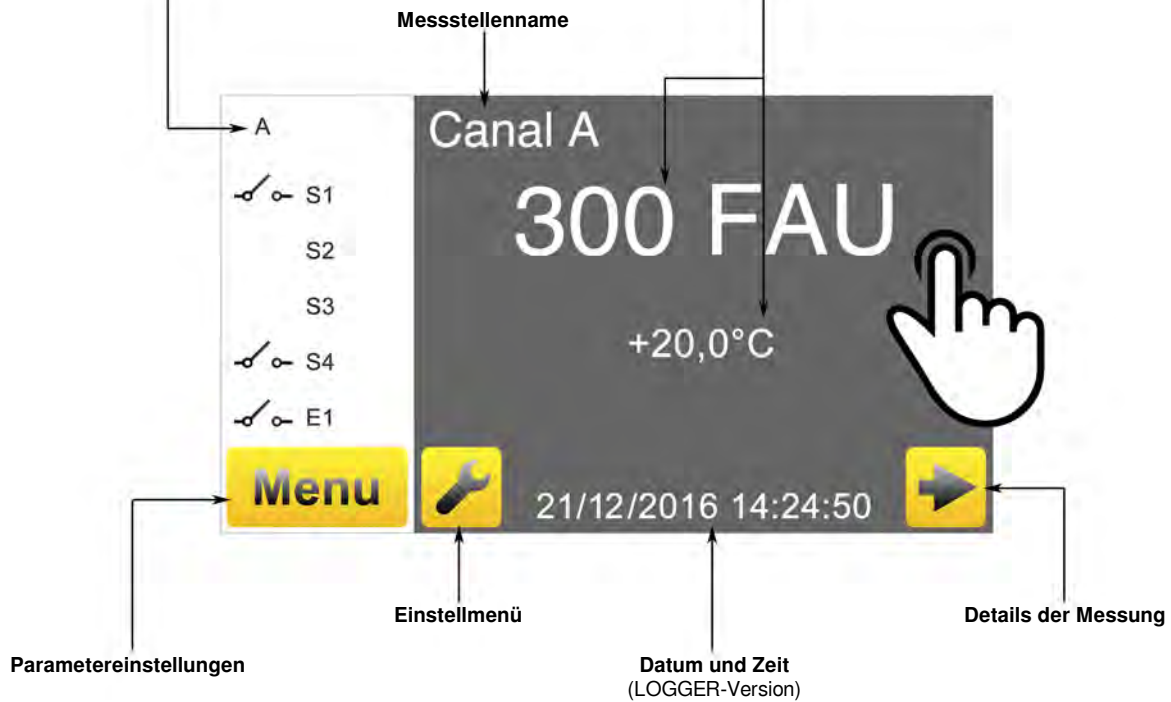 Messstellenname
A
Canal A
S1
300 FAU
S2
S3
+20,0°C
S4
E1
Menu
21/12/2016 14:24:50
Einstellmenü
Details der Messung
Parametereinstellungen
Datum und Zeit
(LOGGER-Version)